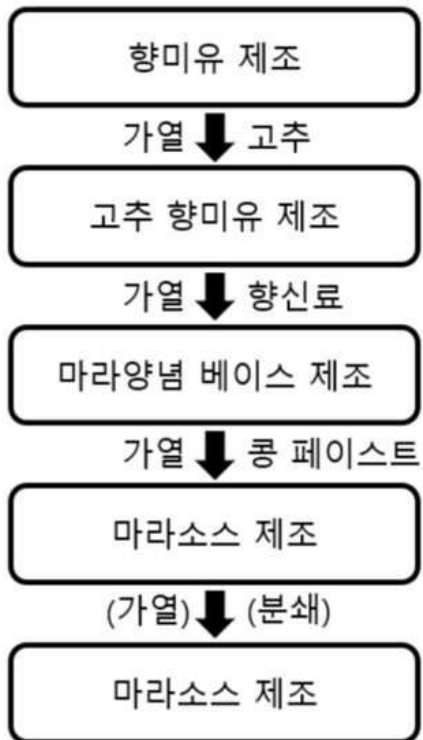 향미유 제조
가열 고추
고추 향미유 제조
가열 향신료
마라양념 베이스 제조
가열 콩 페이스트
마라소스 제조
(가열) (분쇄)
마라소스 제조